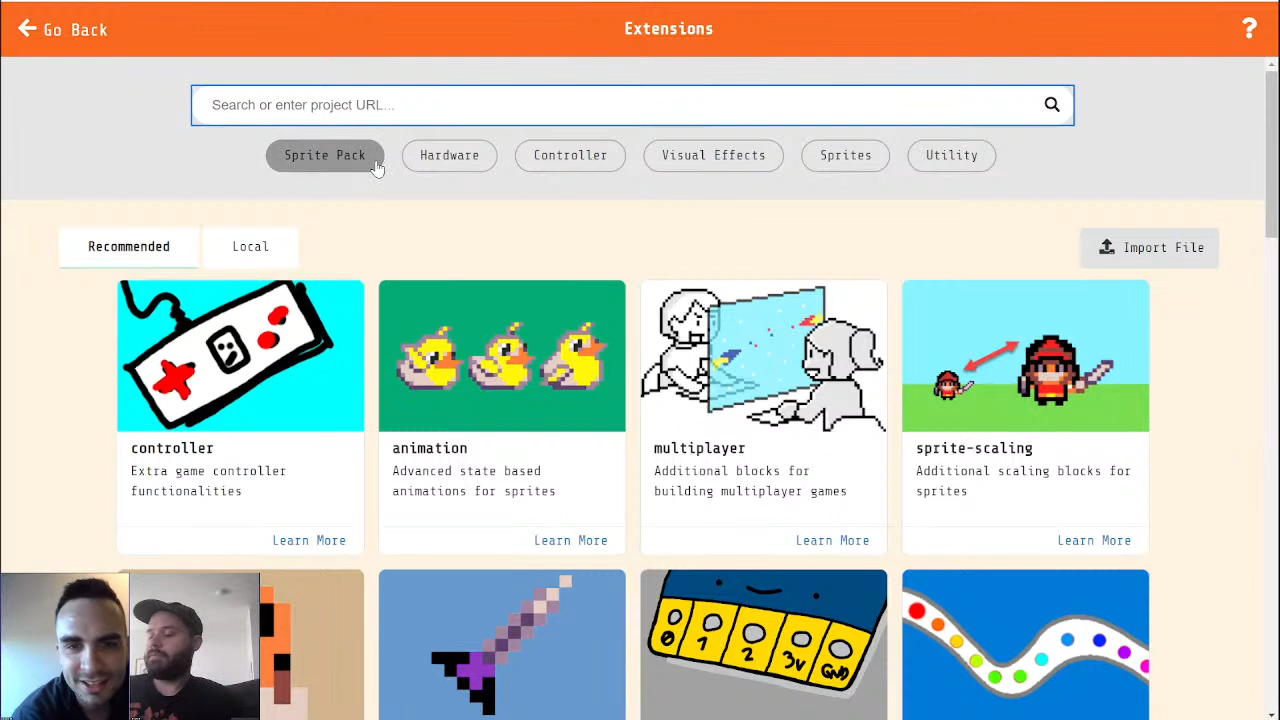 Go Back
Extensions
?
Search or enter project URL...
Sprite Pack
Hardware
Controller
Visual Effects
Sprites
Utility
Recommended
Local
Import File
controller
Extra game controller
functionalities
Learn More
animation
Advanced state based
animations for sprites
Learn More
multiplayer
Additional blocks for
building multiplayer games
Learn More
sprite-scaling
Additional scaling blocks for
sprites
Learn More
0 1 2 3V GND